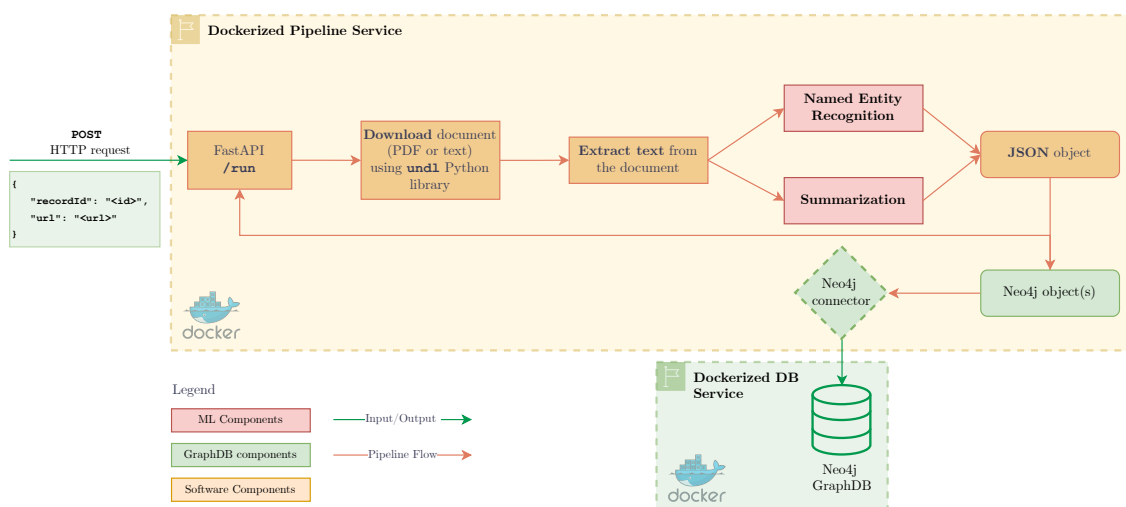 Dockerized Pipeline Service
POST
HTTP request
{
"recordId": "<id>",
"url": "<url>"
}
FastAPI
/run
Download document
(PDF or text)
using undl Python
library
Extract text from
the document
Named Entity
Recognition
Summarization
JSON object
Neo4j object(s)
Neo4j
connector
docker
Dockerized DB
Service
Neo4j
GraphDB
docker
Legend
ML Components
GraphDB components
Software Components
Input/Output
Pipeline Flow